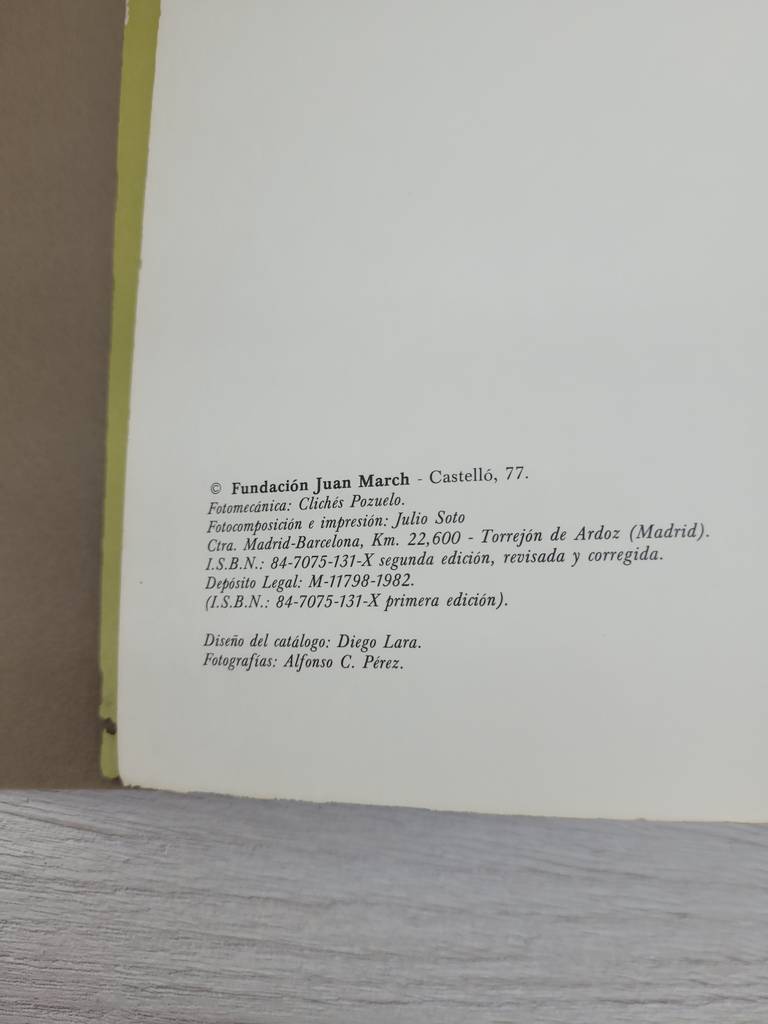 © Fundación Juan March - Castelló, 77.
Fotomecánica: Clichés Pozuelo.
Fotocomposición e impresión: Julio Soto
Ctra. Madrid-Barcelona, Km. 22,600 - Torrejón de Ardoz (Madrid).
I.S.B.N.: 84-7075-131-X segunda edición, revisada y corregida.
Depósito Legal: M-11798-1982.
(I.S.B.N.: 84-7075-131-X primera edición).
Diseño del catálogo: Diego Lara.
Fotografías: Alfonso C. Pérez.